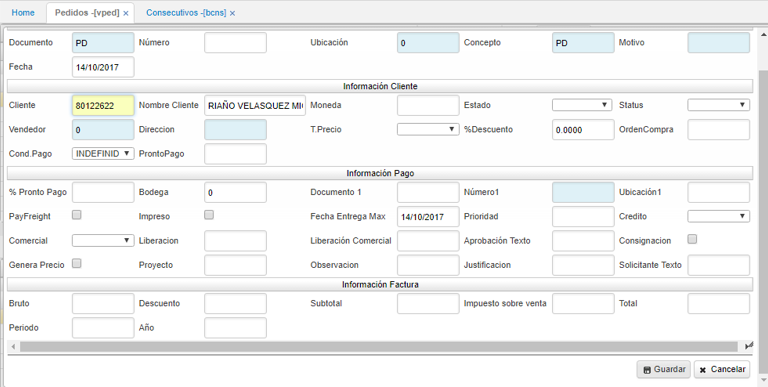 Home Pedidos -[vped] × Consecutivos -[bcns] ×
Documento PD Número Ubicación 0 Concepto PD Motivo
Fecha 14/10/2017
Información Cliente
Cliente 80122622 Nombre Cliente RIAÑO VELASQUEZ Moneda Estado Status
Vendedor 0 Direccion T.Precio %Descuento 0.0000 OrdenCompra
Cond.Pago INDEFINID ProntoPago
Información Pago
% Pronto Pago Bodega 0 Documento 1 Número1 Ubicación1
PayFreight Impreso Fecha Entrega Max 14/10/2017 Prioridad Credito
Comercial Liberacion Liberación Comercial Aprobación Texto Consignacion
Genera Precio Proyecto Observacion Justificacion Solicitante Texto
Información Factura
Bruto Descuento Subtotal Impuesto sobre venta Total
Periodo Año
Guardar Cancelar